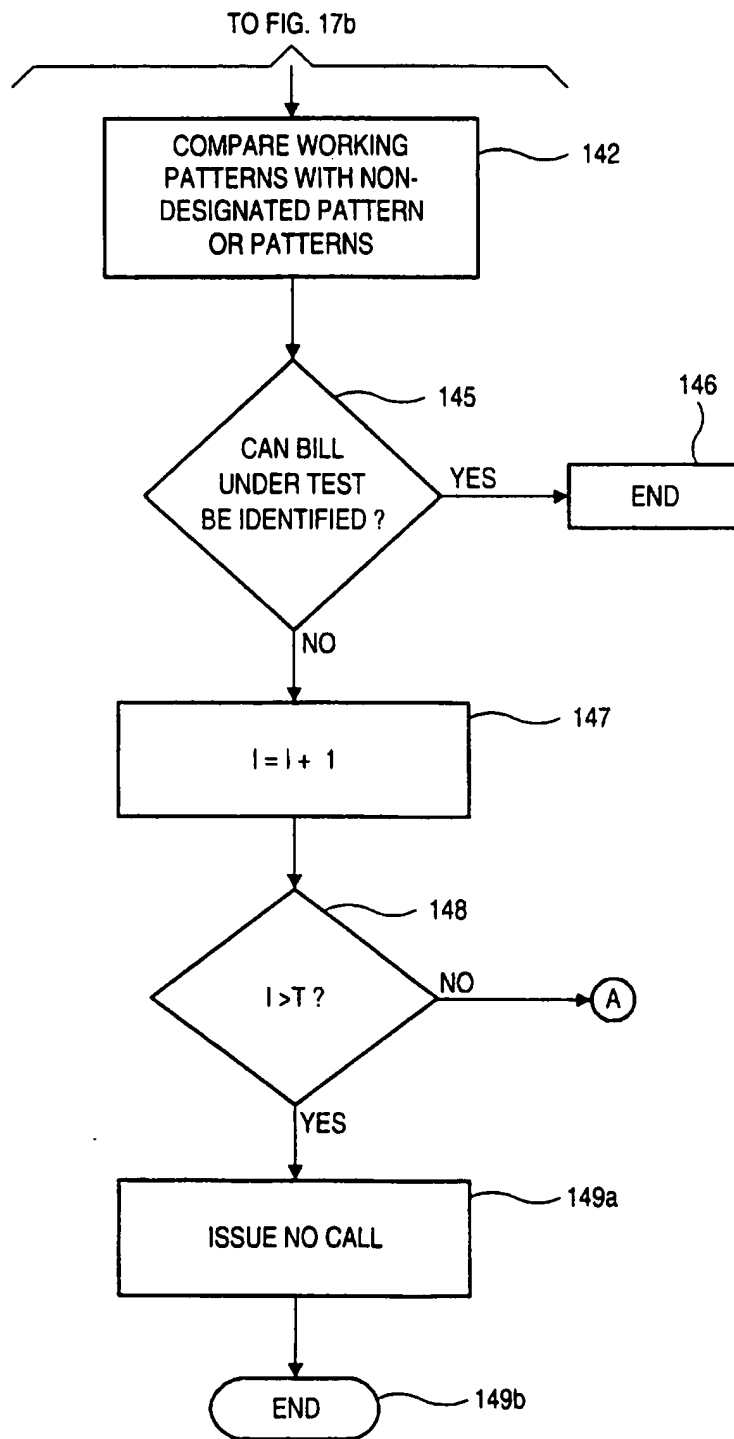 TO FIG. 17b
COMPARE WORKING
PATTERNS WITH NON-
DESIGNATED PATTERN
OR PATTERNS
142
145
146
CAN BILL
UNDER TEST
BE IDENTIFIED ?
YES
END
NO
147
I = I + 1
148
I >T ?
NO
A
YES
149a
ISSUE NO CALL
END
149b